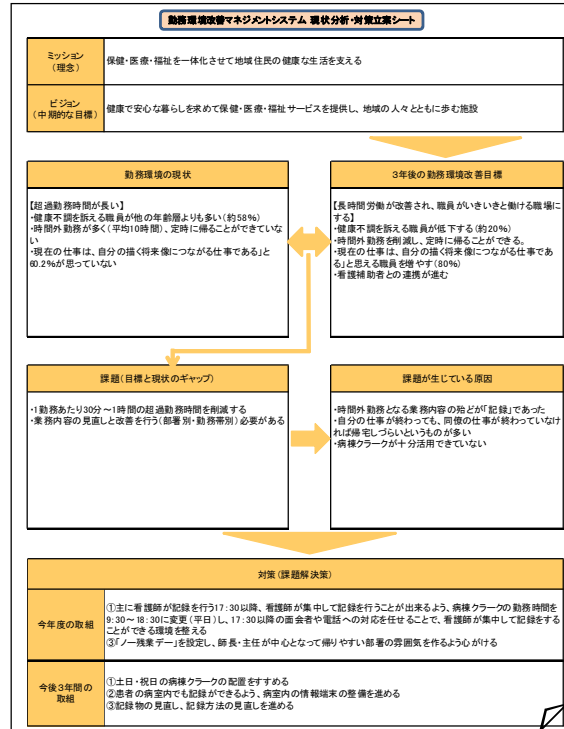 勤務環境改善マネジメントシステム 現状分析・対策立案シート
ミッション
(理念)
保健・医療・福祉を一体化させて地域住民の健康な生活を支える
ビジョン
(中期的な目標)
健康で安心な暮らしを求めて保健・医療・福祉サービスを提供し、地域の人々とともに歩む施設
勤務環境の現状
【超過勤務時間が長い】
・健康不調を訴える職員が他の年齢層よりも多い(約58%)
・時間外勤務が多く(平均10時間)、定時に帰ることができていな
い
・現在の仕事は、自分の描く将来像につながる仕事である」と
60.2%が思っていない
3年後の勤務環境改善目標
【長時間労働が改善され、職員がいきいきと働ける職場に
する】
・健康不調を訴える職員が低下する(約20%)
・時間外勤務を削減し、定時に帰ることができる。
・現在の仕事は、自分の描く将来像につながる仕事であ
る」と思える職員を増やす(80%)
・看護補助者との連携が進む
課題(目標と現状のギャップ)
・1勤務あたり30分~1時間の超過勤務時間を削減する
・業務内容の見直しと改善を行う(部署別・勤務帯別)必要がある
課題が生じている原因
・時間外勤務となる業務内容の殆どが「記録」であった
・自分の仕事が終わっても、同僚の仕事が終わっていなけ
れば帰宅しづらいというものが多い
・病棟クラークが十分活用できていない
対策(課題解決策)
今年度の取組
①主に看護師が記録を行う17:30以降、看護師が集中して記録を行うことが出来るよう、病棟クラークの勤務時間を
9:30~18:30に変更(平日)し、17:30以降の面会者や電話への対応を任せることで、看護師が集中して記録をする
ことができる環境を整える
③「ノー残業デー」を設定し、師長・主任が中心となって帰りやすい部署の雰囲気を作るよう心がける
今後3年間の
取組
①土日・祝日の病棟クラークの配置をすすめる
②患者の病室内でも記録ができるよう、病室内の情報端末の整備を進める
③記録物の見直し、記録方法の見直しを進める